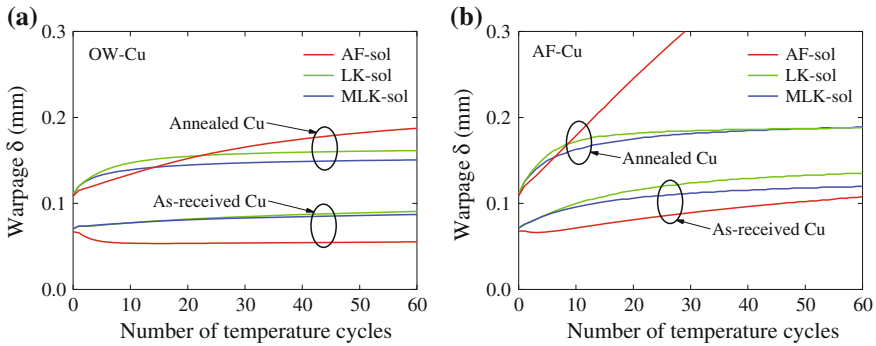 (a)
OW-Cu
AF-sol
LK-sol
MLK-sol
Annealed Cu
As-received Cu
0.3
0.2
0.1
0.0
0 10 20 30 40 50 60
Warpage δ (mm)
Number of temperature cycles
(b)
AF-Cu
AF-sol
LK-sol
MLK-sol
Annealed Cu
As-received Cu
0.3
0.2
0.1
0.0
0 10 20 30 40 50 60
Warpage δ (mm)
Number of temperature cycles